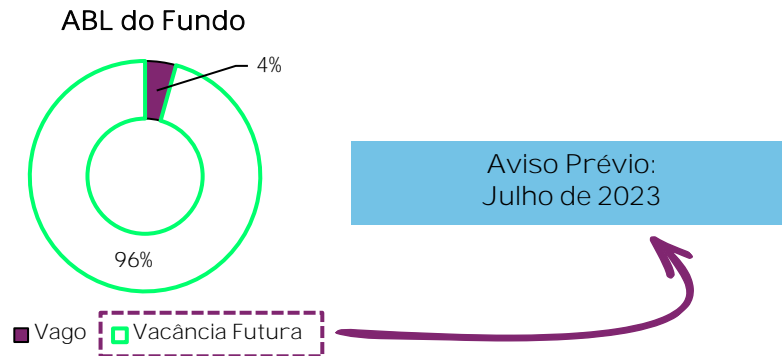 ABL do Fundo
4%
96%
Vago
Vacância Futura
Aviso Prévio:
Julho de 2023